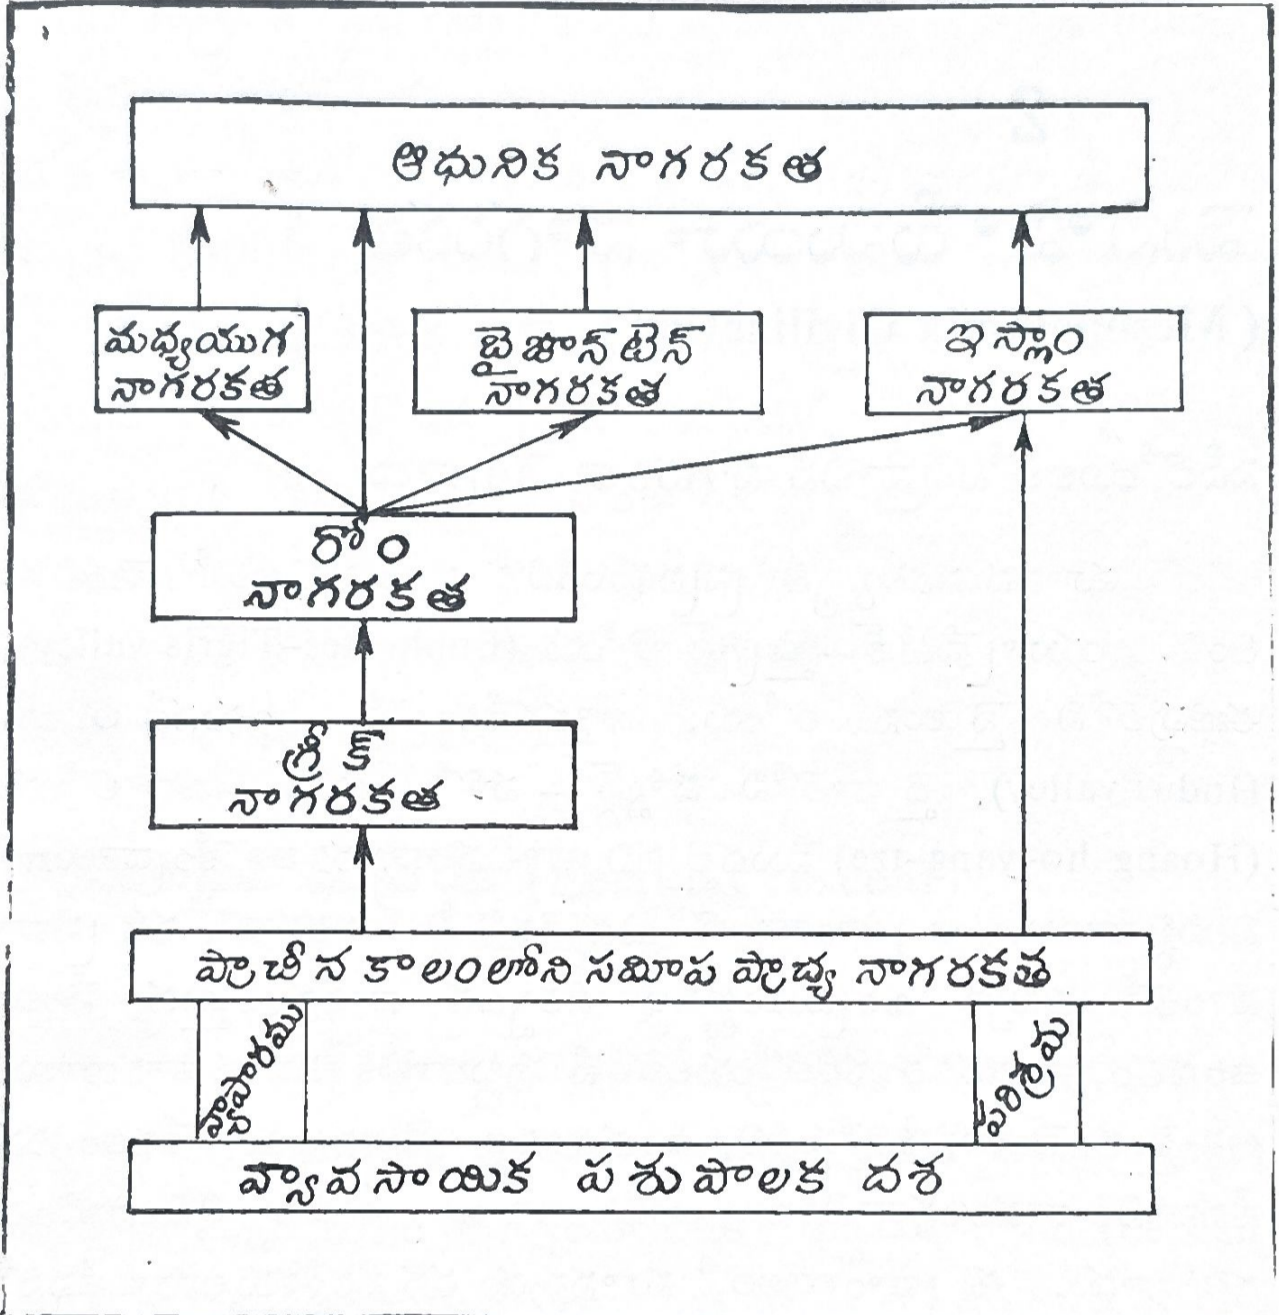 ఆధునిక నాగరకత
మధ్యయుగ
నాగరకత
బైజాన్‌టెన్
నాగరకత
ఇస్లాం
నాగరకత
రోం
నాగరకత
గ్రీక్
నాగరకత
ప్రాచీన కాలంలోని సమీప ప్రాచ్య నాగరకత
వ్యాపారము
పరిశ్రమ
వ్యావసాయిక పశుపాలక దశ